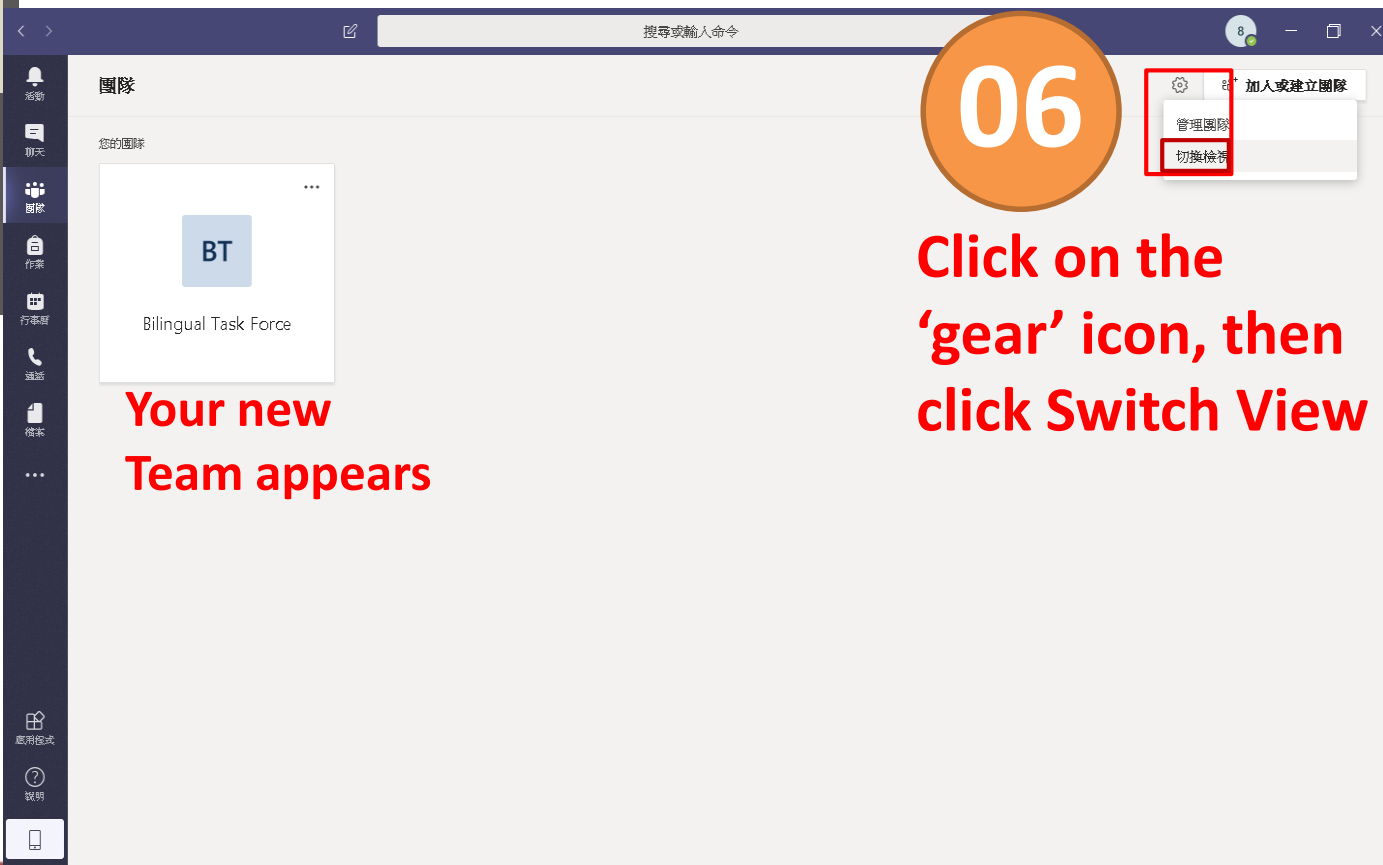 搜尋或輸入命令
8
活動
聊天
團隊
作業
行事曆
通話
檔案
應用程式
說明
團隊
加入或建立團隊
管理團隊
切換檢視
您的團隊
BT
Bilingual Task Force
06
Click on the
‘gear’ icon, then
click Switch View
Your new
Team appears